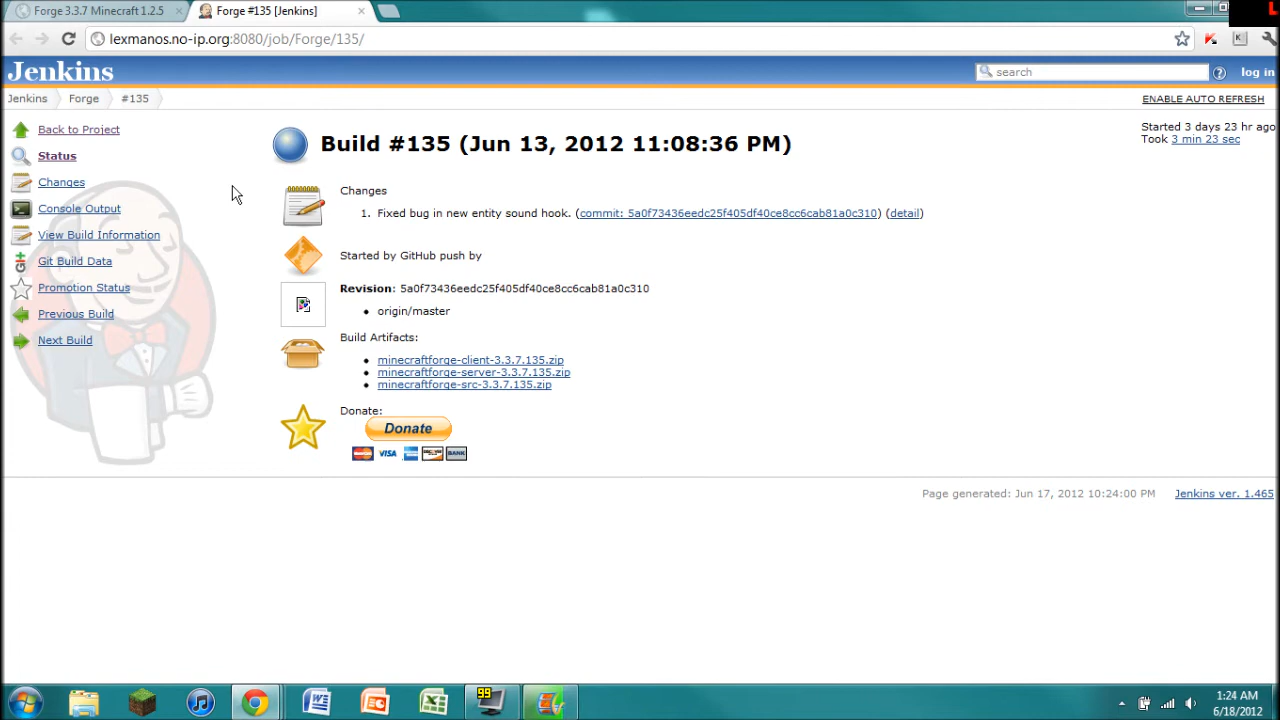 Forge 3.3.7 Minecraft 1.2.5
Forge #135 [Jenkins]
lexmanos.no-ip.org:8080/job/Forge/135/
Jenkins
search
log in
Jenkins
Forge
#135
ENABLE AUTO REFRESH
Back to Project
Status
Changes
Console Output
View Build Information
Git Build Data
Promotion Status
Previous Build
Next Build
Build #135 (Jun 13, 2012 11:08:36 PM)
Started 3 days 23 hr ago
Took 3 min 23 sec
Changes
1. Fixed bug in new entity sound hook. (commit: 5a0f73436eedc25f405df40ce8cc6cab81a0c310) (detail)
Started by GitHub push by
Revision: 5a0f73436eedc25f405df40ce8cc6cab81a0c310
origin/master
Build Artifacts:
minecraftforge-client-3.3.7.135.zip
minecraftforge-server-3.3.7.135.zip
minecraftforge-src-3.3.7.135.zip
Donate:
Donate
VISA
BANK
Page generated: Jun 17, 2012 10:24:00 PM
Jenkins ver. 1.465
99
1:24 AM
6/18/2012